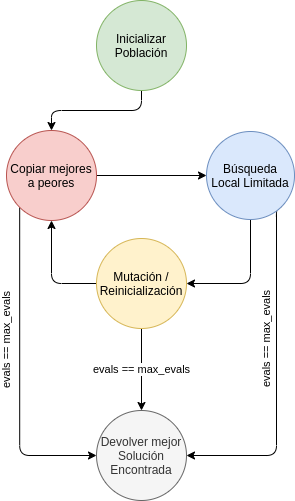 Inicializar
Población
Copiar mejores
a peores
Búsqueda
Local Limitada
Mutación /
Reinicialización
evals == max_evals
evals == max_evals
evals == max_evals
Devolver mejor
Solución
Encontrada